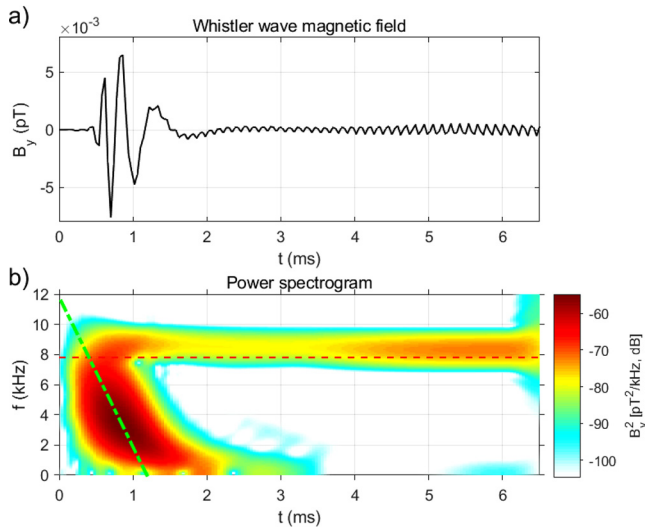 a)
×10⁻³
Whistler wave magnetic field
5
0
-5
B_y (pT)
0 1 2 3 4 5 6
t (ms)
b)
Power spectrogram
12
10
8
6
4
2
0
f (kHz)
0 1 2 3 4 5 6
t (ms)
-60
-70
-80
-90
-100
B_y² [pT²/kHz, dB]